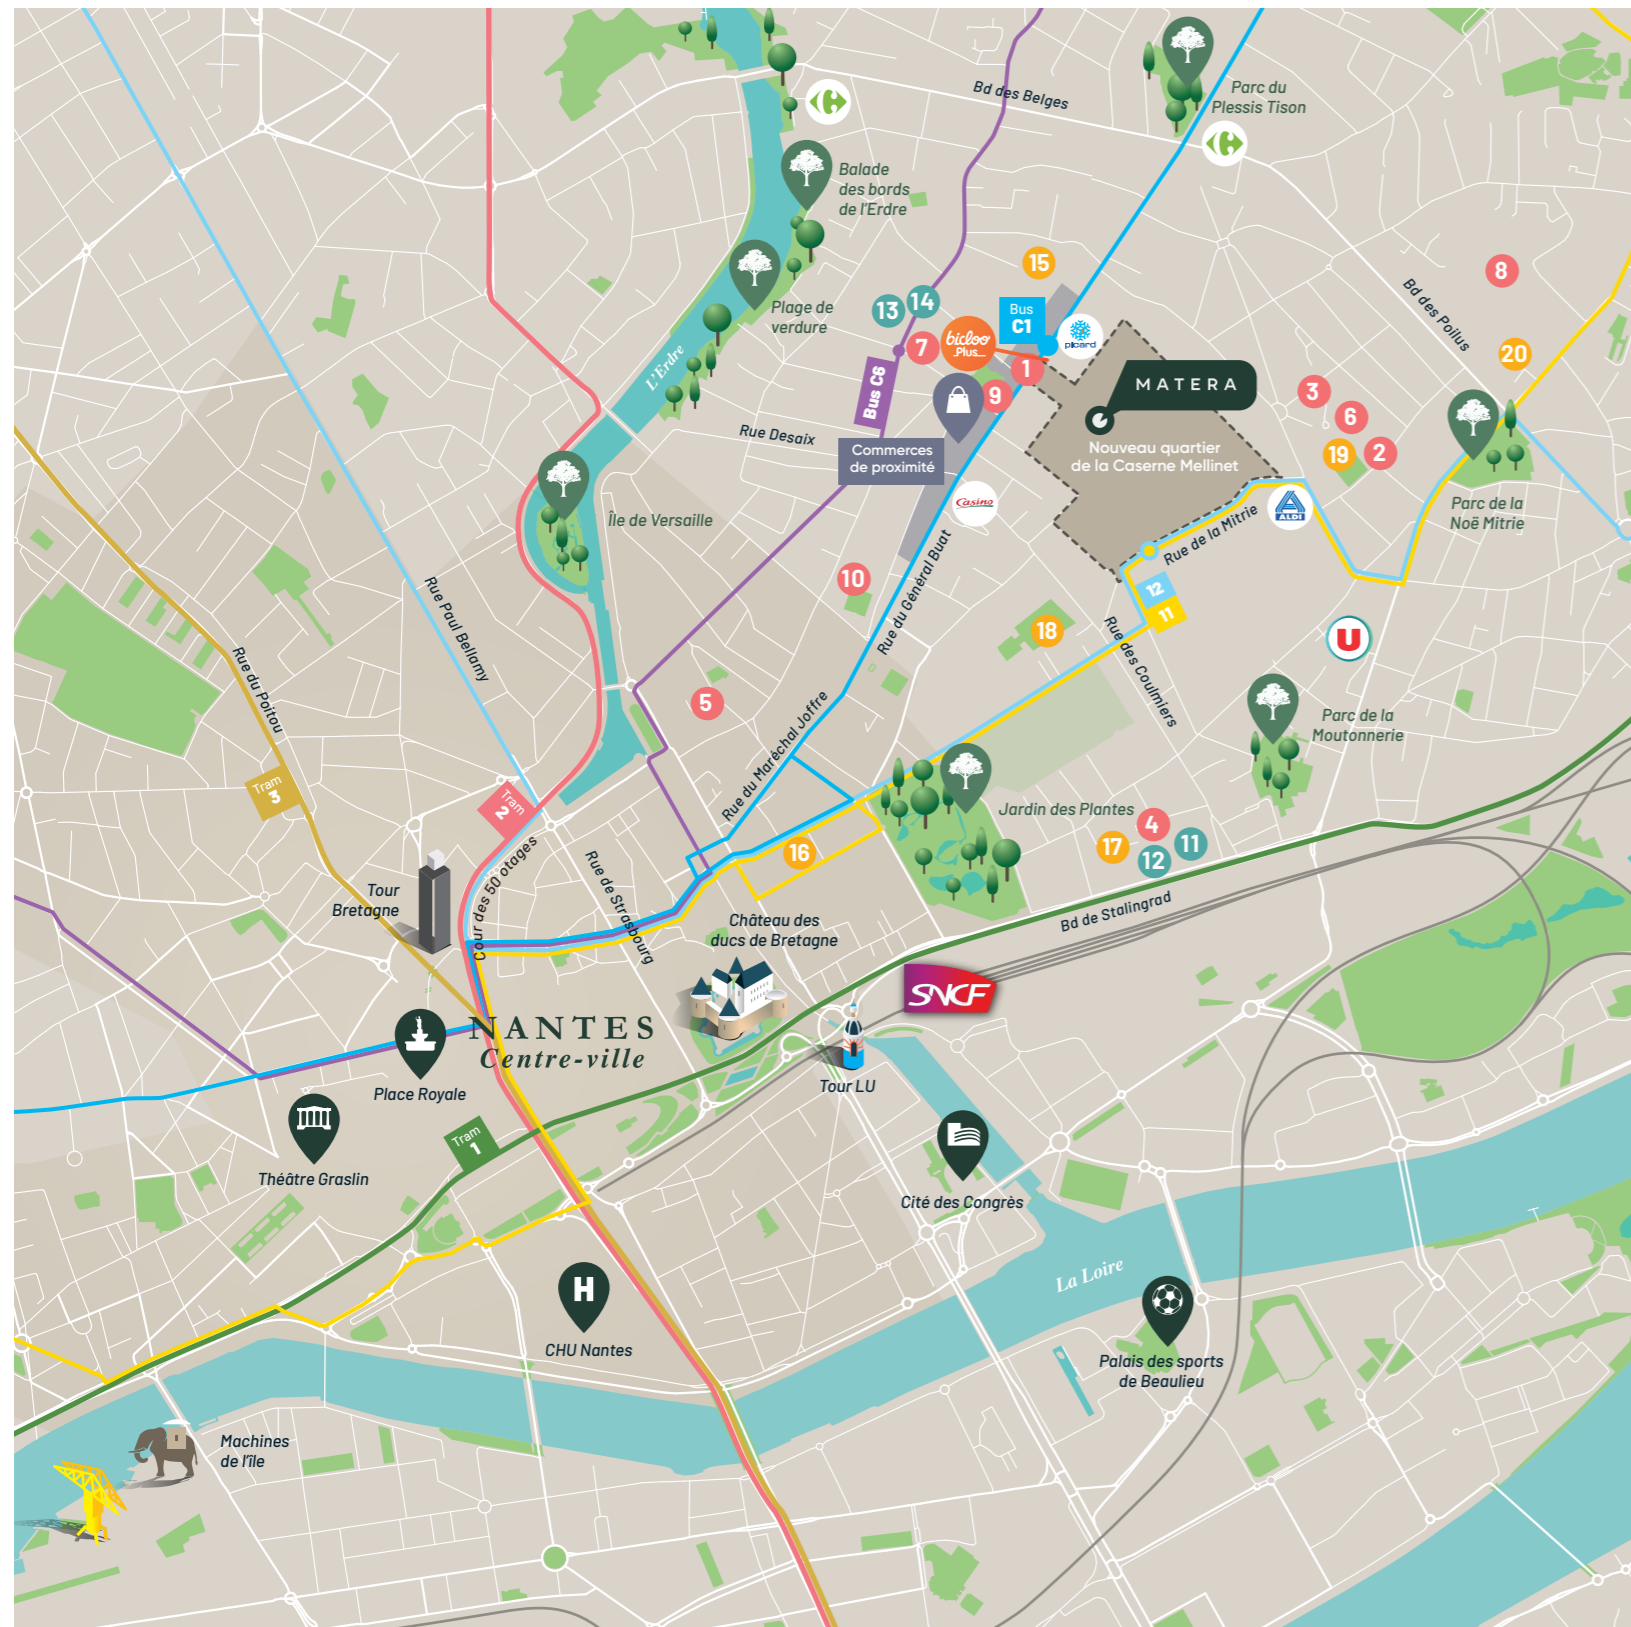 Bd des Belges
Parc du
Plessis Tison
Balade
des bords
de l'Erdre
Plage de
verdure
L'Erdre
15
8
13
14
Bus
C1
picard
bicloo
Plus
7
1
9
Bus C6
Commerces
de proximité
MATERA
Nouveau quartier
de la Caserne Mellinet
Bd des Poilus
20
3
6
19
2
Parc de la
Noë Mitrie
Rue Desaix
Île de Versaille
Casino
ALDI
Rue de la Mitrie
12
11
10
Rue du Général Buat
18
Rue des Coulmiers
U
Parc de la
Moutonnerie
Rue Paul Bellamy
Rue du Poitou
5
Rue du Maréchal Joffre
Tram
3
Tram
2
Cour des 50 otages
Rue de Strasbourg
16
Jardin des Plantes
4
17
11
12
Bd de Stalingrad
Tour
Bretagne
Château des
ducs de Bretagne
SNCF
NANTES
Centre-ville
Place Royale
Tour LU
Théâtre Graslin
Tram
1
Cité des Congrès
La Loire
H
CHU Nantes
Palais des sports
de Beaulieu
Machines
de l'île